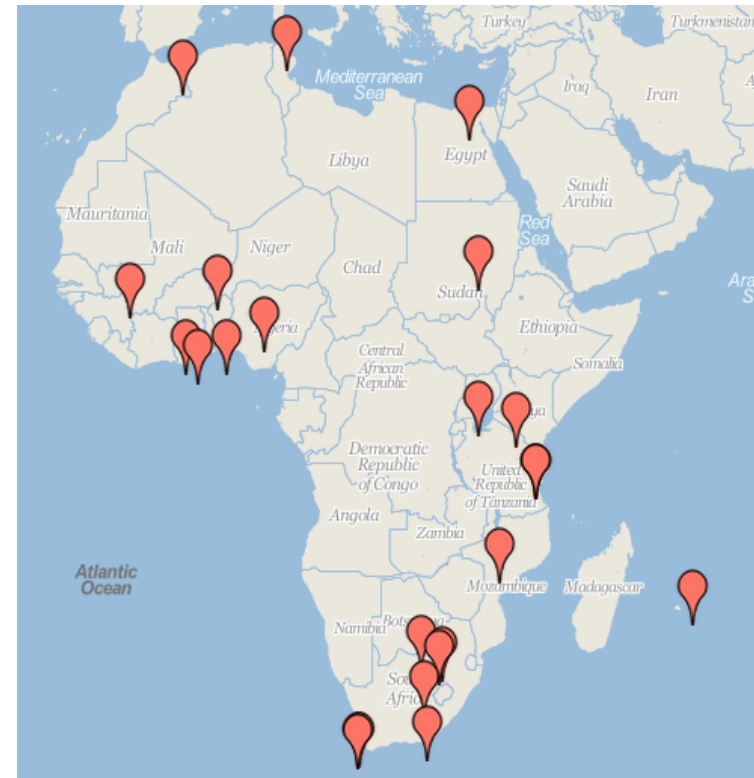 Turkey
Turkmenistan
Mediterranean
Sea
Iraq
Iran
Libya
Egypt
Saudi
Arabia
Mauritania
Mali
Niger
Chad
Red
Sea
Sudan
Ethiopia
Central
African
Republic
Somalia
Democratic
Republic
of Congo
United
Republic
of Tanzania
Angola
Zambia
Atlantic
Ocean
Mozambique
Madagascar
Namibia